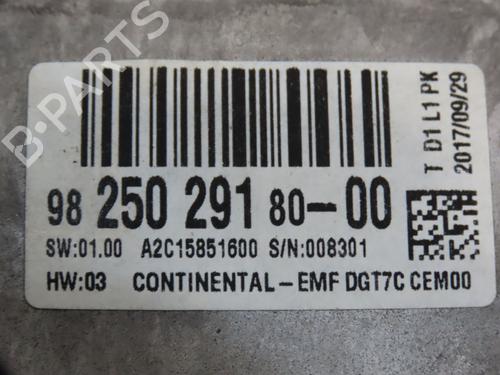 B-PARTS
98 250 291 80-00
SW:01.00 A2C15851600 S/N:008301
HW:03 CONTINENTAL-EMF DGT7C CEM00
T D1 L1 PK
2017/09/29